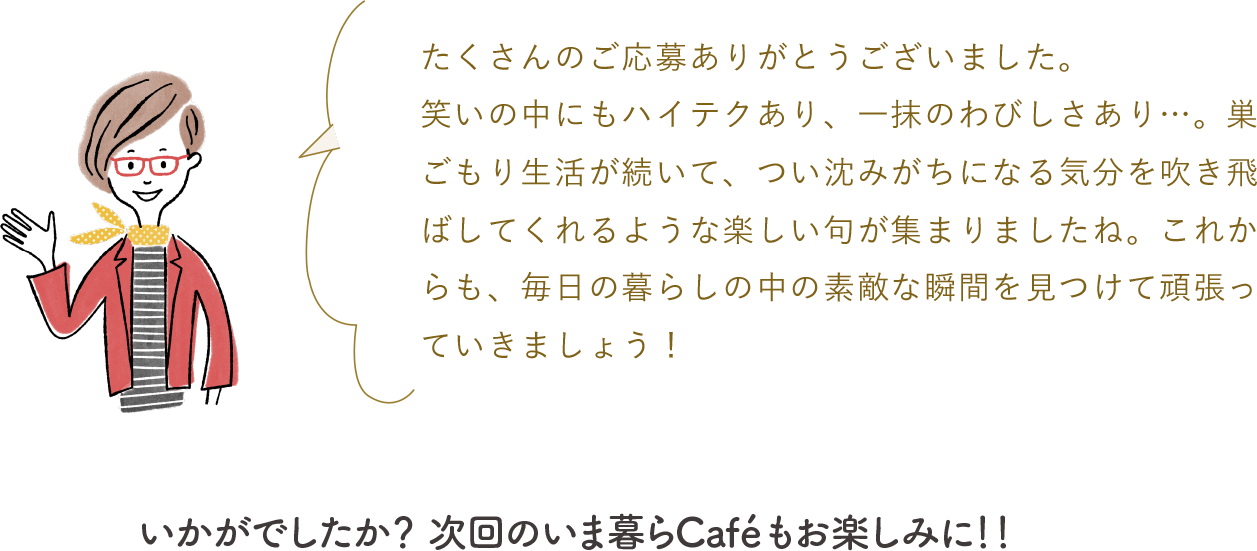 たくさんのご応募ありがとうございました。
笑いの中にもハイテクあり、一抹のわびしさあり…。巣
ごもり生活が続いて、つい沈みがちになる気分を吹き飛
ばしてくれるような楽しい句が集まりましたね。これか
らも、毎日の暮らしの中の素敵な瞬間を見つけて頑張っ
ていきましょう！
いかがでしたか？ 次回のいま暮らCaféもお楽しみに！！